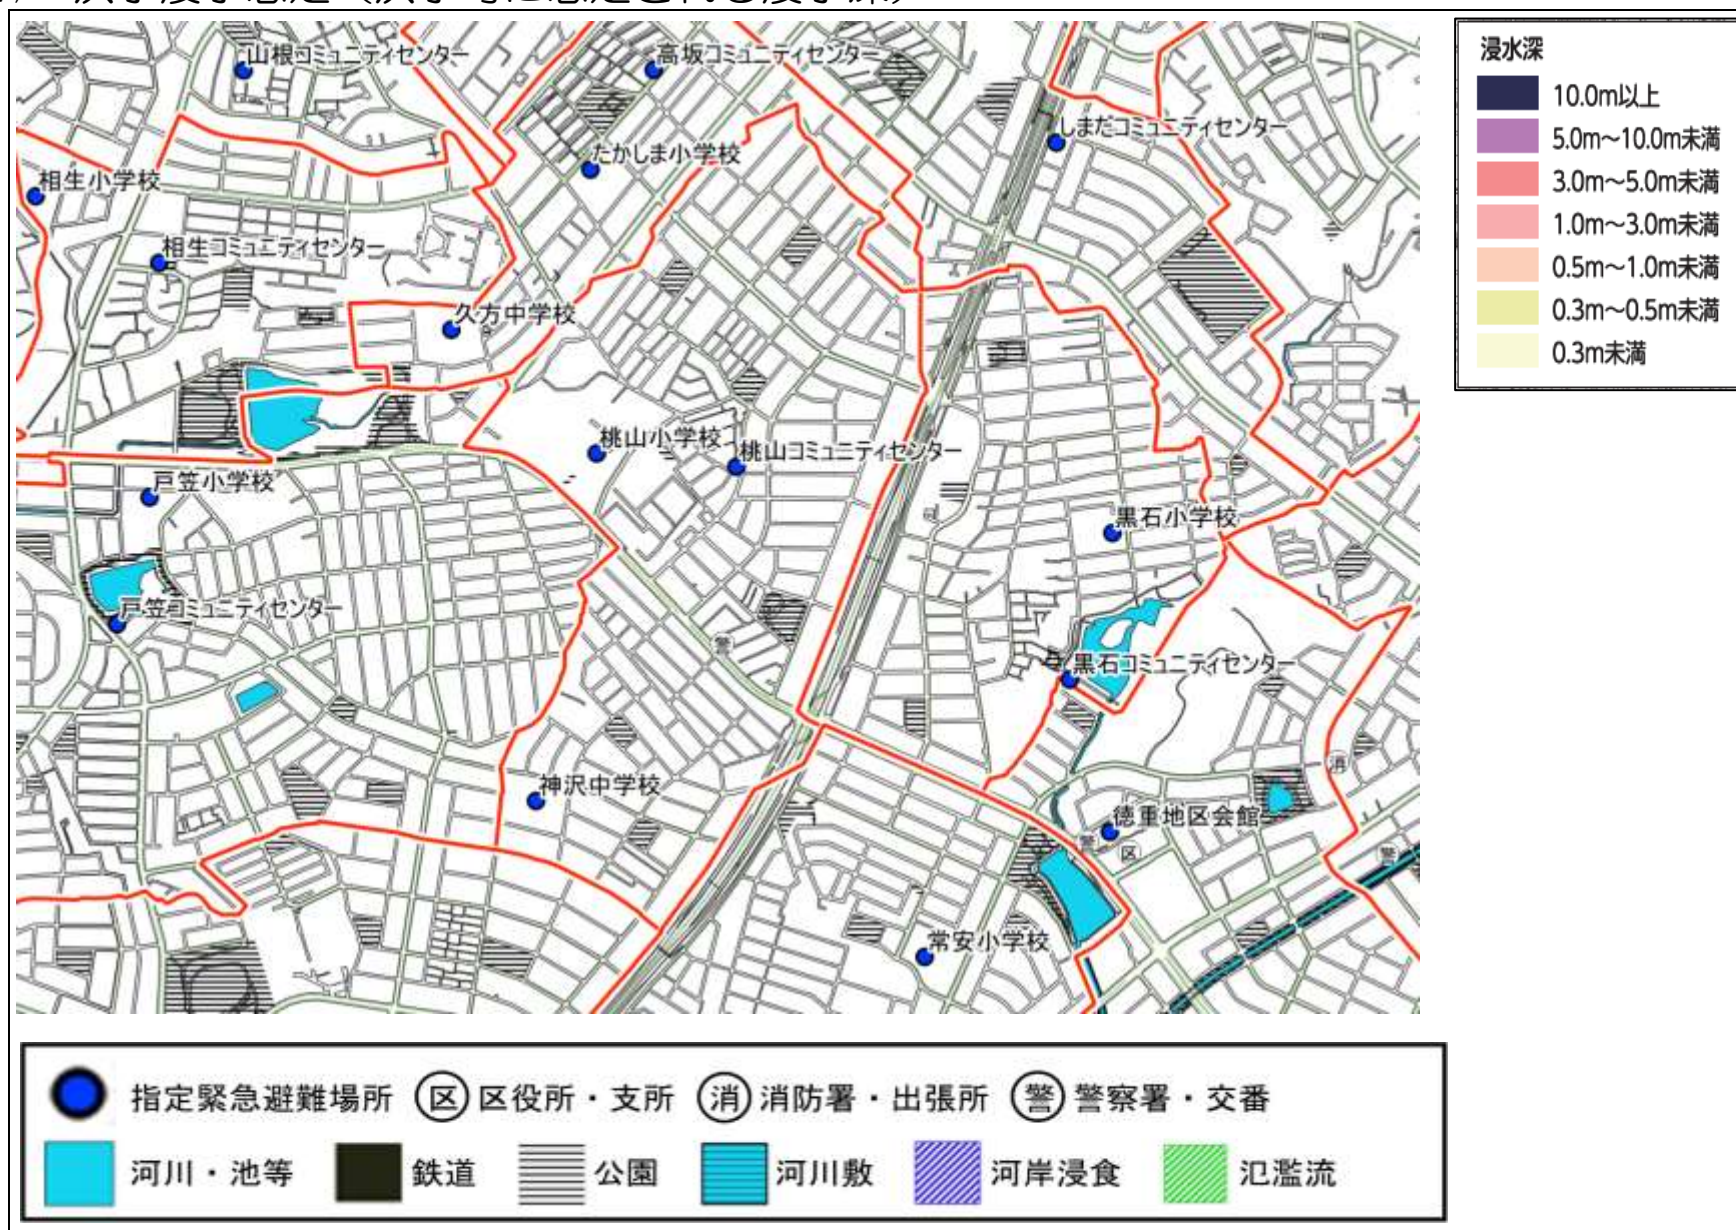 山根コミュニティセンター
高坂コミュニティセンター
しまだコミュニティセンター
たかしま小学校
相生小学校
相生コミュニティセンター
久方中学校
桃山小学校
桃山コミュニティセンター
戸笠小学校
黒石小学校
戸笠コミュニティセンター
警
黒石コミュニティセンター
消
神沢中学校
徳重地区会館
警
区
警
常安小学校
浸水深
10.0m以上
5.0m～10.0m未満
3.0m～5.0m未満
1.0m～3.0m未満
0.5m～1.0m未満
0.3m～0.5m未満
0.3m未満
指定緊急避難場所 区 区役所・支所 消 消防署・出張所 警 警察署・交番
河川・池等 鉄道 公園 河川敷 河岸浸食 氾濫流